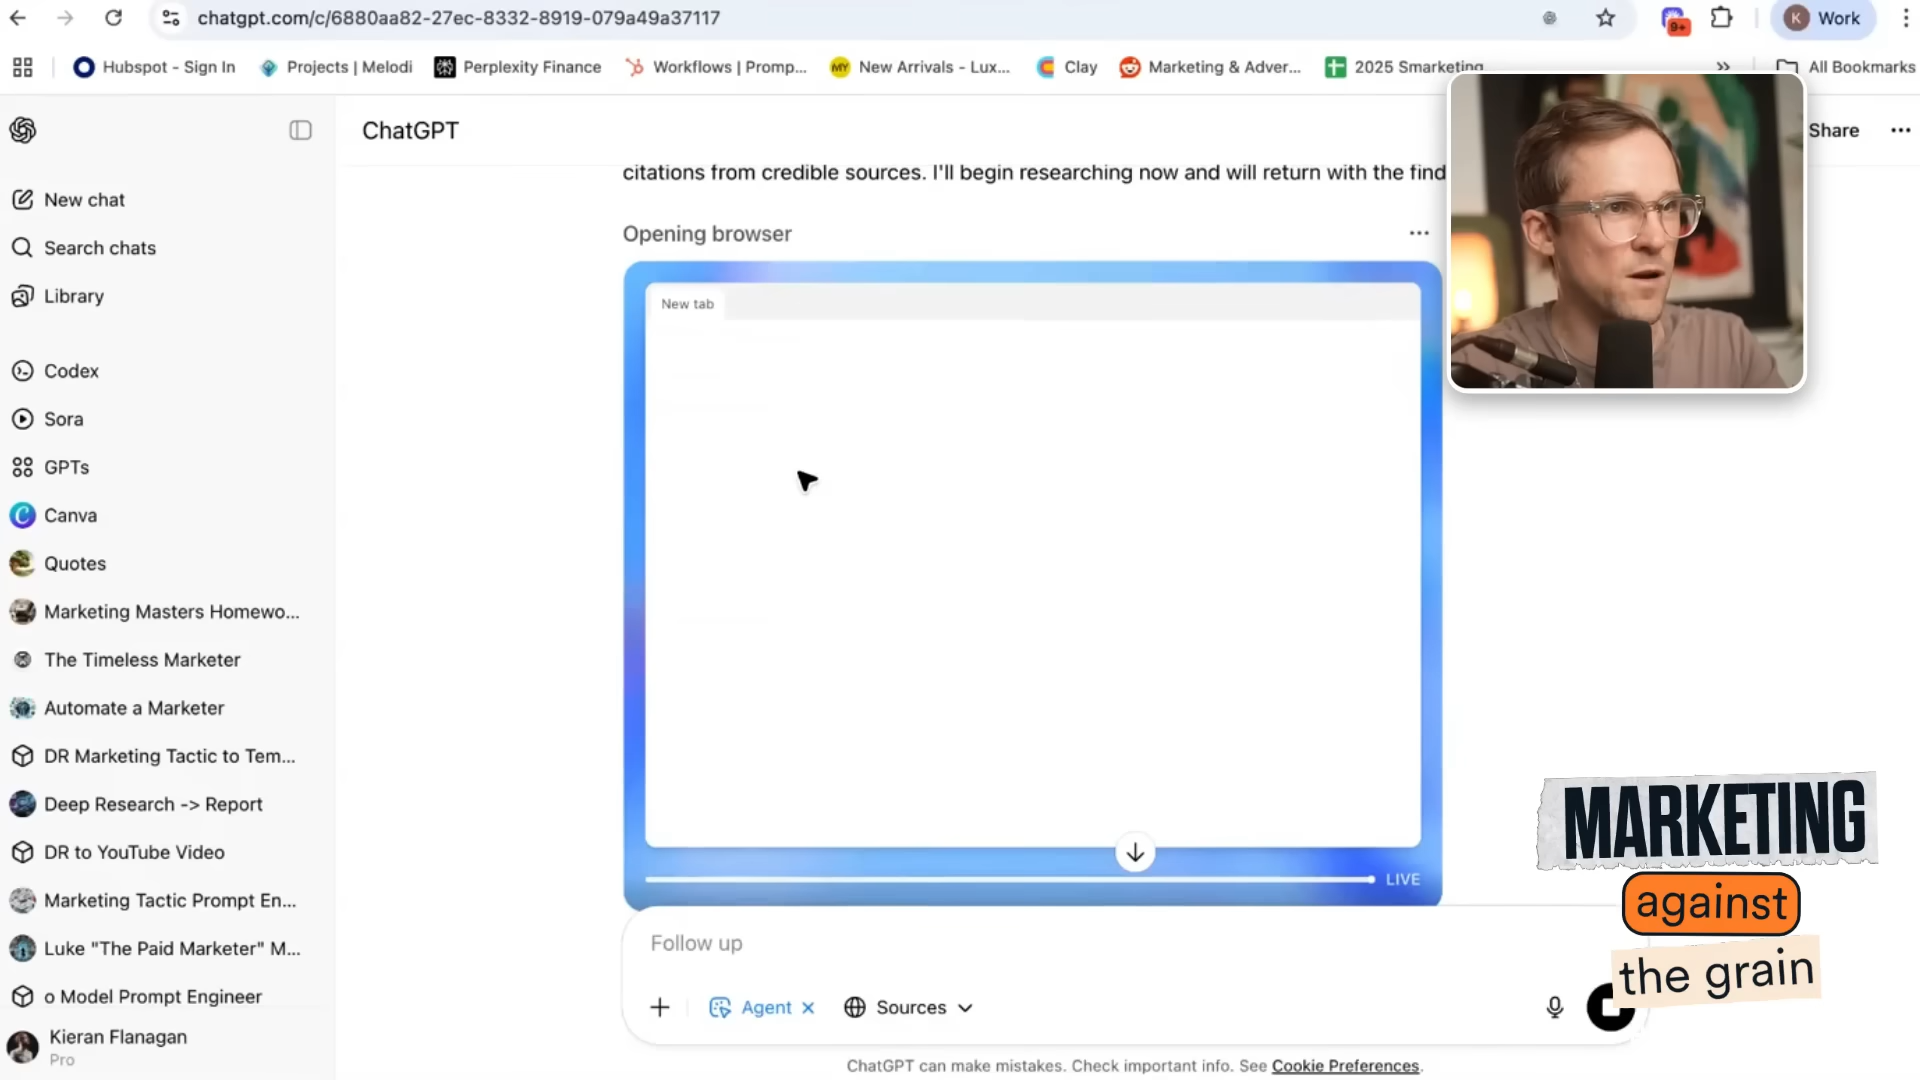 chatgpt.com/c/6880aa82-27ec-8332-8919-079a49a37117
9+
K Work
Hubspot - Sign In
Projects | Melodi
Perplexity Finance
Workflows | Promp...
MY New Arrivals - Lux...
Clay
Marketing & Adver...
2025 Smarketing
»
All Bookmarks
ChatGPT
Share
citations from credible sources. I'll begin researching now and will return with the find
New chat
Search chats
Library
Codex
Sora
GPTs
Canva
Quotes
Marketing Masters Homewo...
The Timeless Marketer
Automate a Marketer
DR Marketing Tactic to Tem...
Deep Research -> Report
DR to YouTube Video
Marketing Tactic Prompt En...
Luke "The Paid Marketer" M...
o Model Prompt Engineer
Kieran Flanagan
Pro
Opening browser
New tab
LIVE
Follow up
Agent
Sources
ChatGPT can make mistakes. Check important info. See Cookie Preferences.
MARKETING
against
the grain